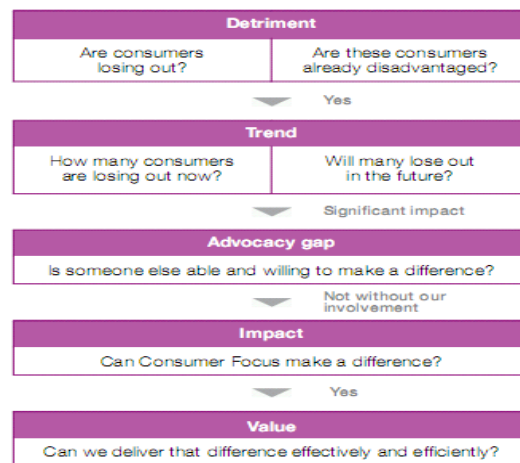 Detriment
Are consumers
losing out?
Are these consumers
already disadvantaged?
Yes
Trend
How many consumers
are losing out now?
Will many lose out
in the future?
Significant impact
Advocacy gap
Is someone else able and willing to make a difference?
Not without our
involvement
Impact
Can Consumer Focus make a difference?
Yes
Value
Can we deliver that difference effectively and efficiently?